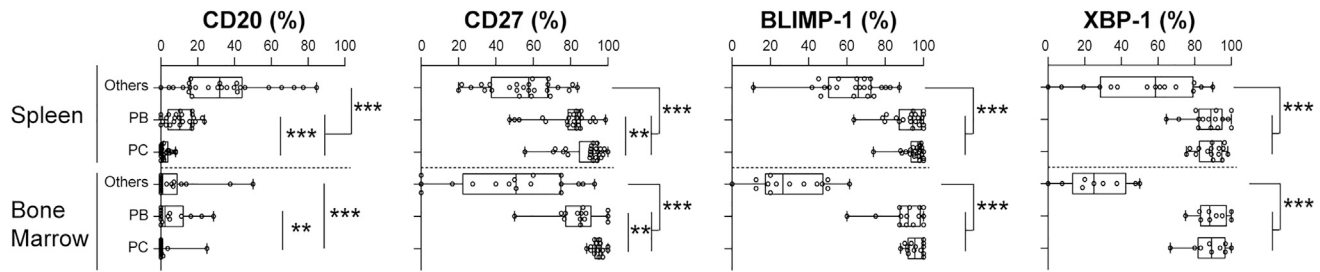 CD20 (%) CD27 (%) BLIMP-1 (%) XBP-1 (%)
0 20 40 60 80 100 0 20 40 60 80 100 0 20 40 60 80 100 0 20 40 60 80 100
Spleen
Others
PB
PC
*** *** ** *** *** ***
Bone
Marrow
Others
PB
PC
** *** ** *** *** ***